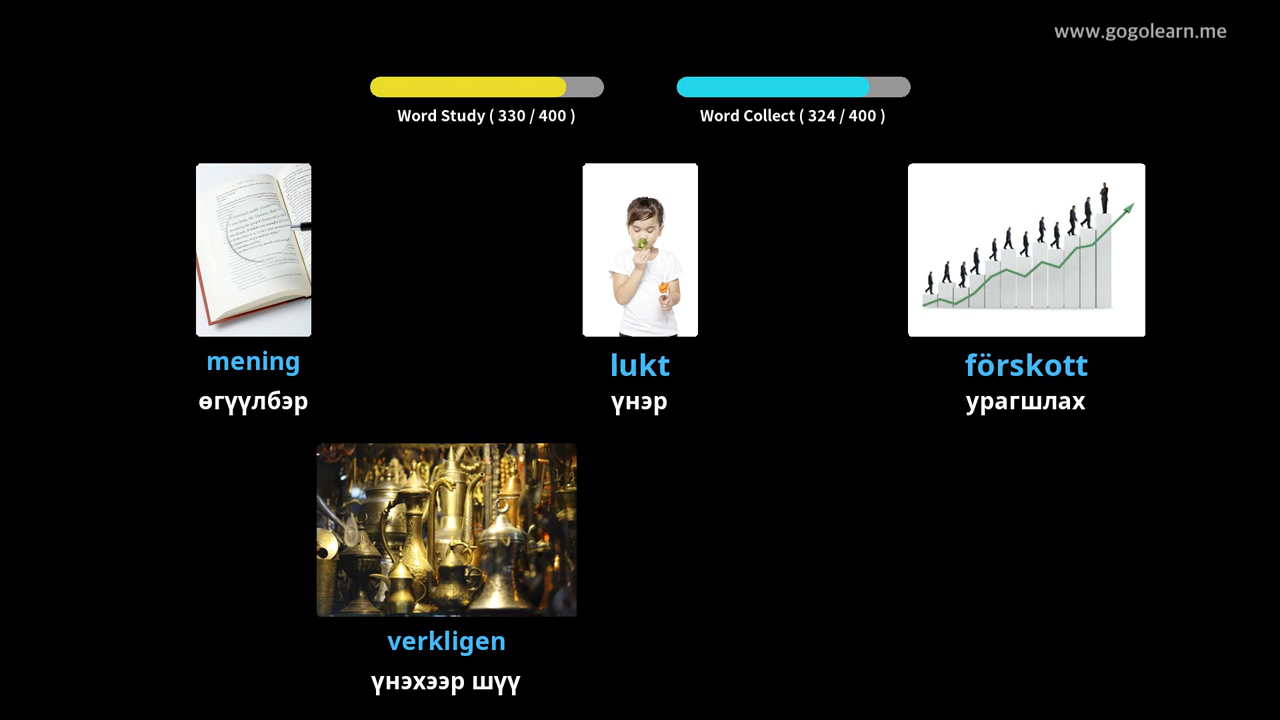 www.gogolearn.me
Word Study ( 330 / 400 )
Word Collect ( 324 / 400 )
mening
өгүүлбэр
lukt
үнэр
förskott
урагшлах
verkligen
үнэхээр шүү